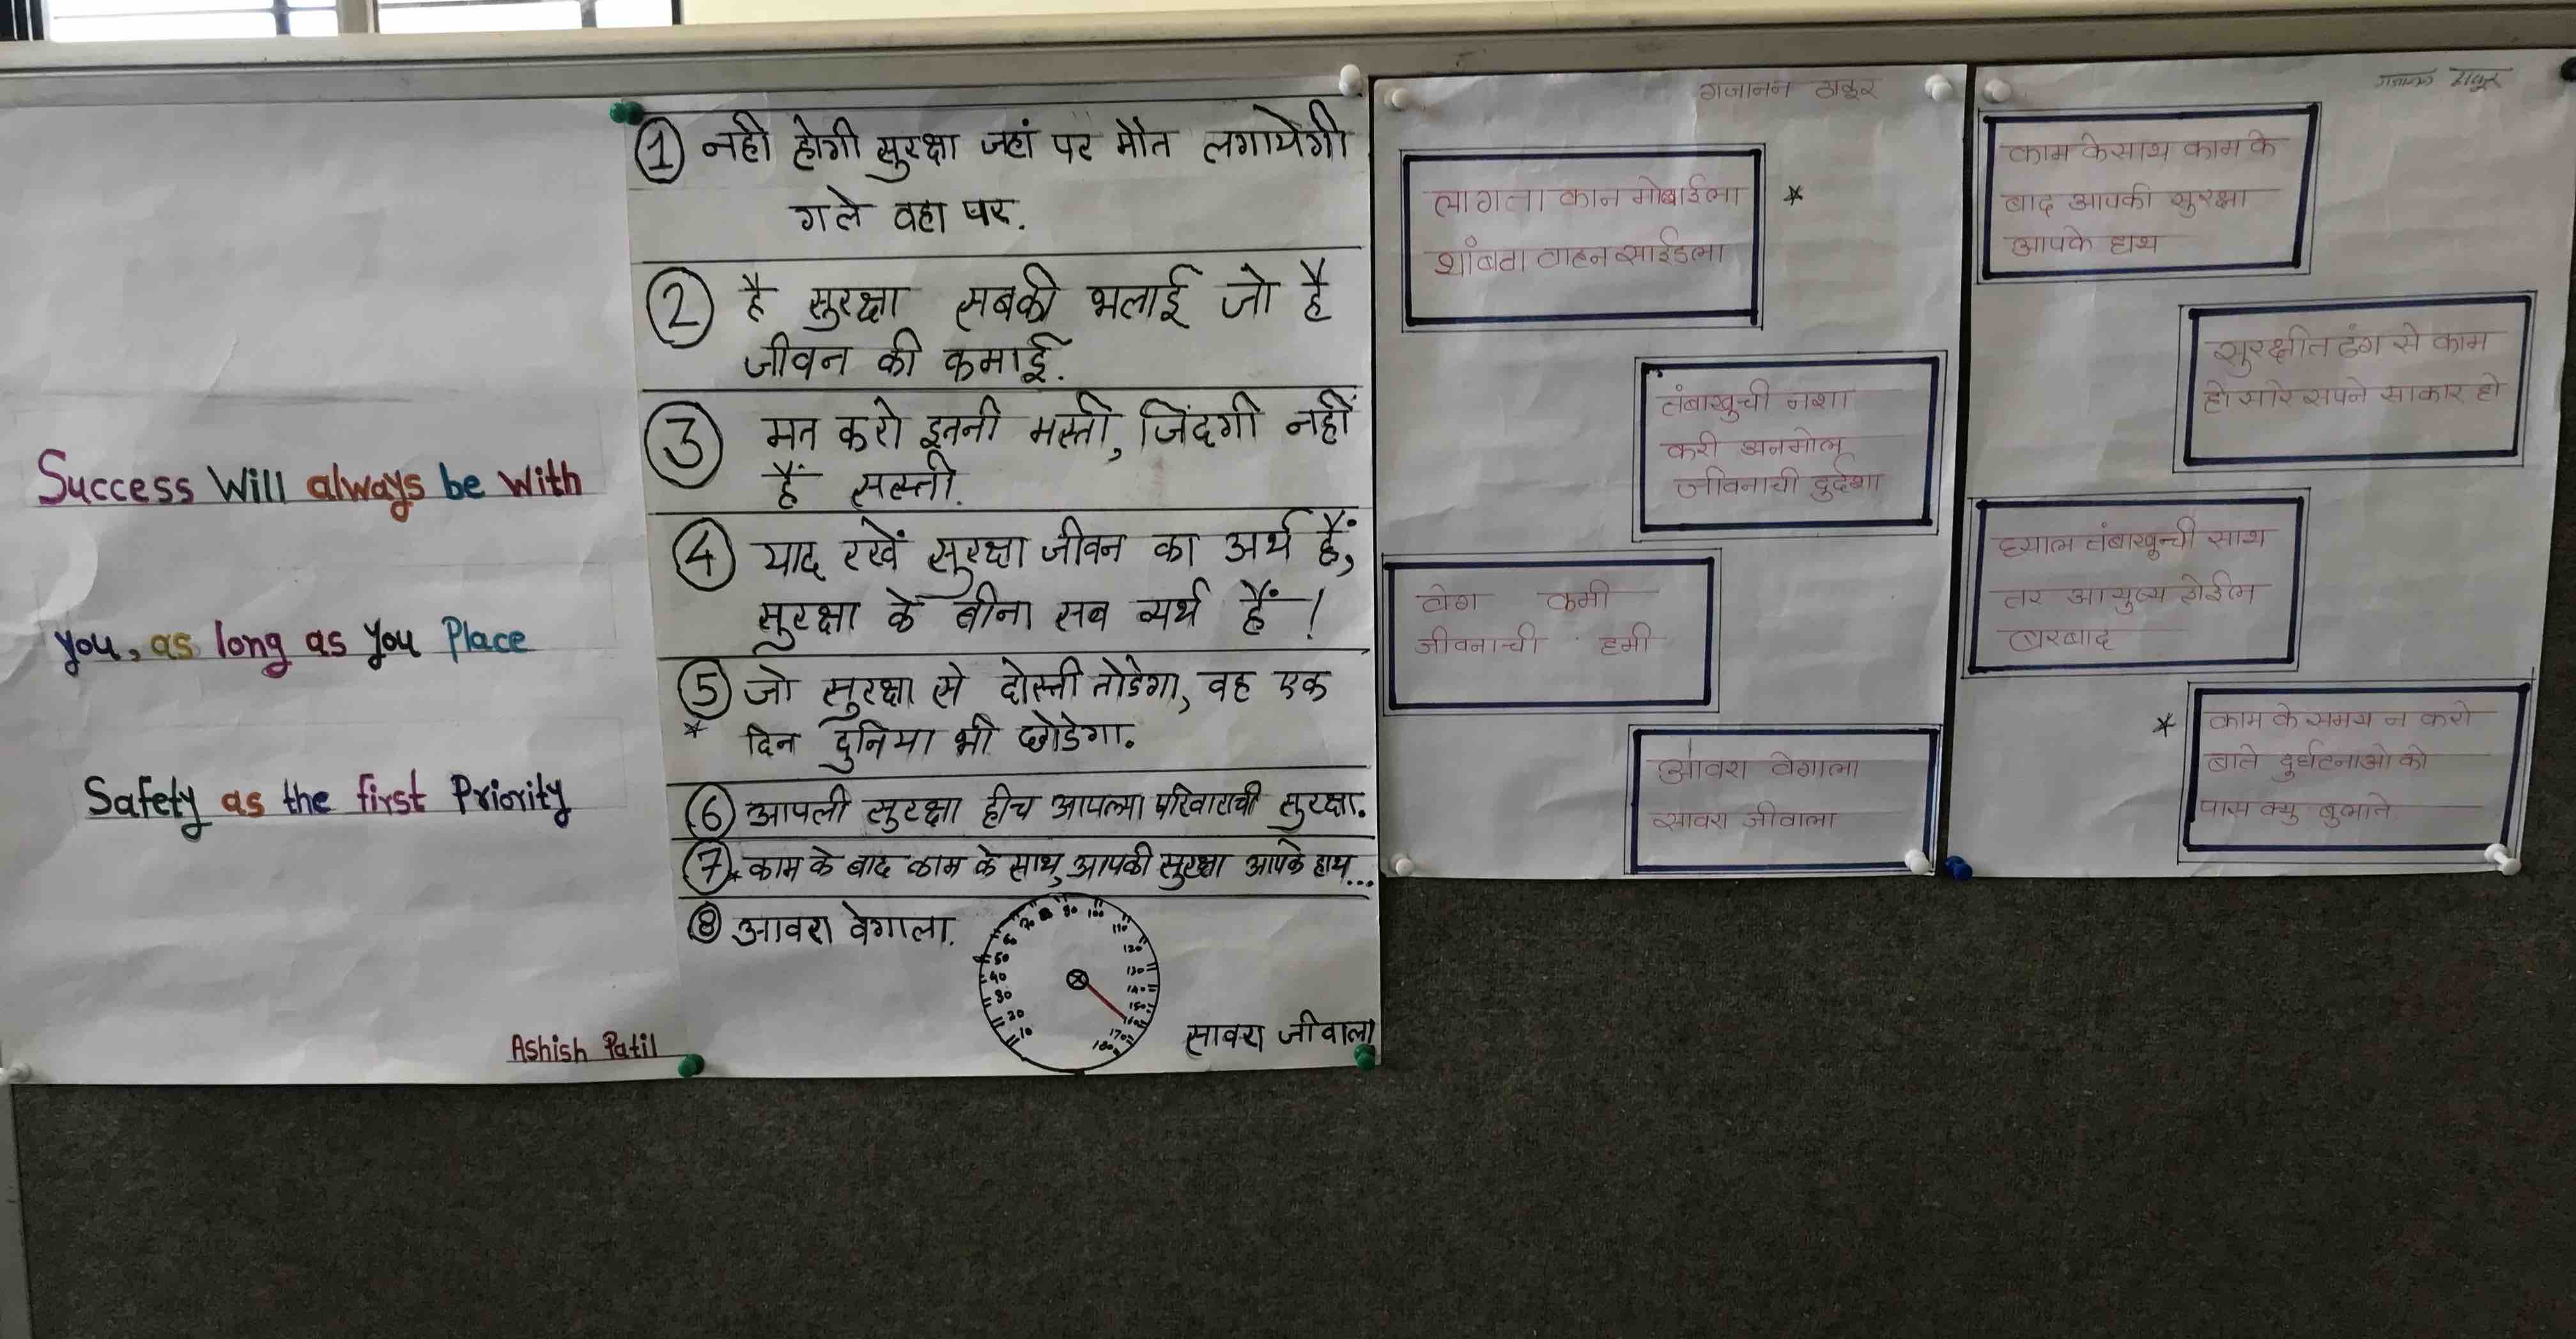 Success Will always be With
you, as long as you Place
Safety as the first Priority
Ashish Patil
① नही होगी सुरक्षा जहां पर मौत लगायेगी
गले वहा पर.
② है सुरक्षा सबकी भलाई जो है
जीवन की कमाई.
③ मत करो इतनी मस्ती, जिंदगी नहीं
हैं सस्ती.
④ याद रखें सुरक्षा जीवन का अर्थ हैं,
सुरक्षा के बीना सब व्यर्थ हैं !
⑤ जो सुरक्षा से दोस्ती तोडेगा, वह एक
* दिन दुनिया भी छोडेगा.
⑥ आपली सुरक्षा हीच आपल्या परिवाराची सुरक्षा.
⑦ * काम के बाद काम के साथ, आपकी सुरक्षा आपके हाथ...
⑧ आवरा वेगाला.
10
20
30
40
50
60
70
80
90
100
110
120
130
140
150
160
170
180
सावरा जीवाला
गजानन ठाकूर
लागता कान मोबाईला *
थांबवा वाहन साईडला
तंबाखुची नशा
करी अनमोल
जीवनाची दुर्दशा
वेग कमी
जीवनाची हमी
आवरा वेगाला
सावरा जीवाला
गजानन ठाकूर
काम के साथ काम के
बाद आपकी सुरक्षा
आपके हाथ
सुरक्षीत ढंग से काम
हो सारे सपने साकार हो
घ्याल तंबाखूची साथ
तर आयुष्य होईल
बरबाद
* काम के समय न करो
बाते दुर्घटनाओ को
पास क्यु बुलाते